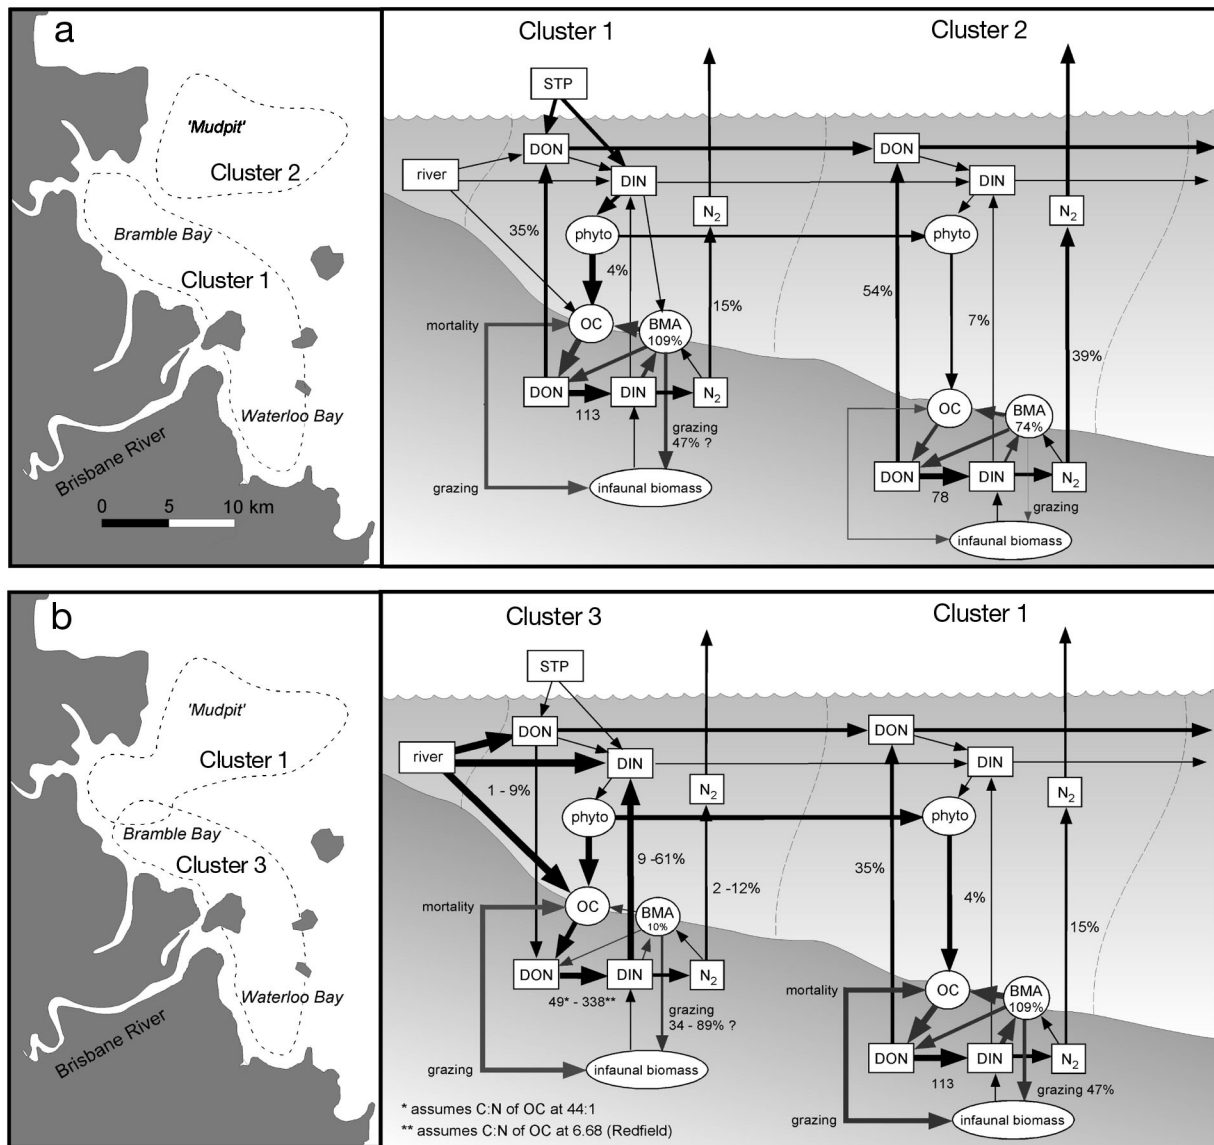 a
'Mudpit'
Cluster 2
Bramble Bay
Cluster 1
Waterloo Bay
Brisbane River
0 5 10 km
Cluster 1
Cluster 2
STP
DON
DON
river
DIN
DIN
N2
N2
phyto
phyto
35%
4%
15%
54%
7%
39%
mortality
OC
BMA
109%
OC
BMA
74%
DON
DIN
N2
113
grazing
47% ?
grazing
infaunal biomass
DON
DIN
N2
78
grazing
infaunal biomass
b
'Mudpit'
Cluster 1
Bramble Bay
Cluster 3
Waterloo Bay
Brisbane River
Cluster 3
Cluster 1
STP
DON
DON
river
DIN
DIN
1 - 9%
N2
N2
phyto
phyto
9 -61%
2 -12%
35%
4%
15%
mortality
OC
BMA
10%
DON
DIN
N2
49* - 338**
grazing
34 - 89% ?
grazing
infaunal biomass
mortality
OC
BMA
109%
DON
DIN
N2
113
grazing 47%
grazing
infaunal biomass
* assumes C:N of OC at 44:1
** assumes C:N of OC at 6.68 (Redfield)